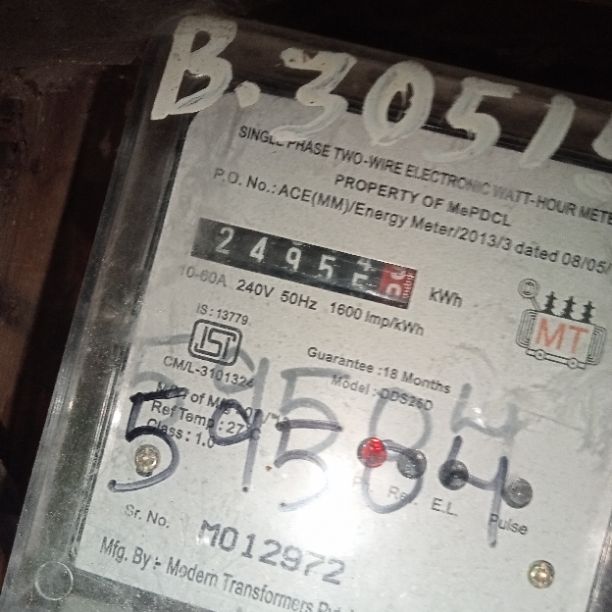 B.3051
SINGLE PHASE TWO-WIRE ELECTRONIC WATT-HOUR METE
PROPERTY OF MePDCL
P.O. No.: ACE(MM)/Energy Meter/2013/3 dated 08/05/
2495
kWh
10-60A 240V 50Hz 1600 Imp/kWh
MT
IS : 13779
ISI
CM/L-3101324
Guarantee :18 Months
Model : DDS26D
Ref Temp : 27°C
Class : 1.0
59504
E.L. Pulse
Sr. No. M012972
Mfg. By :- Modern Transformers Pvt.